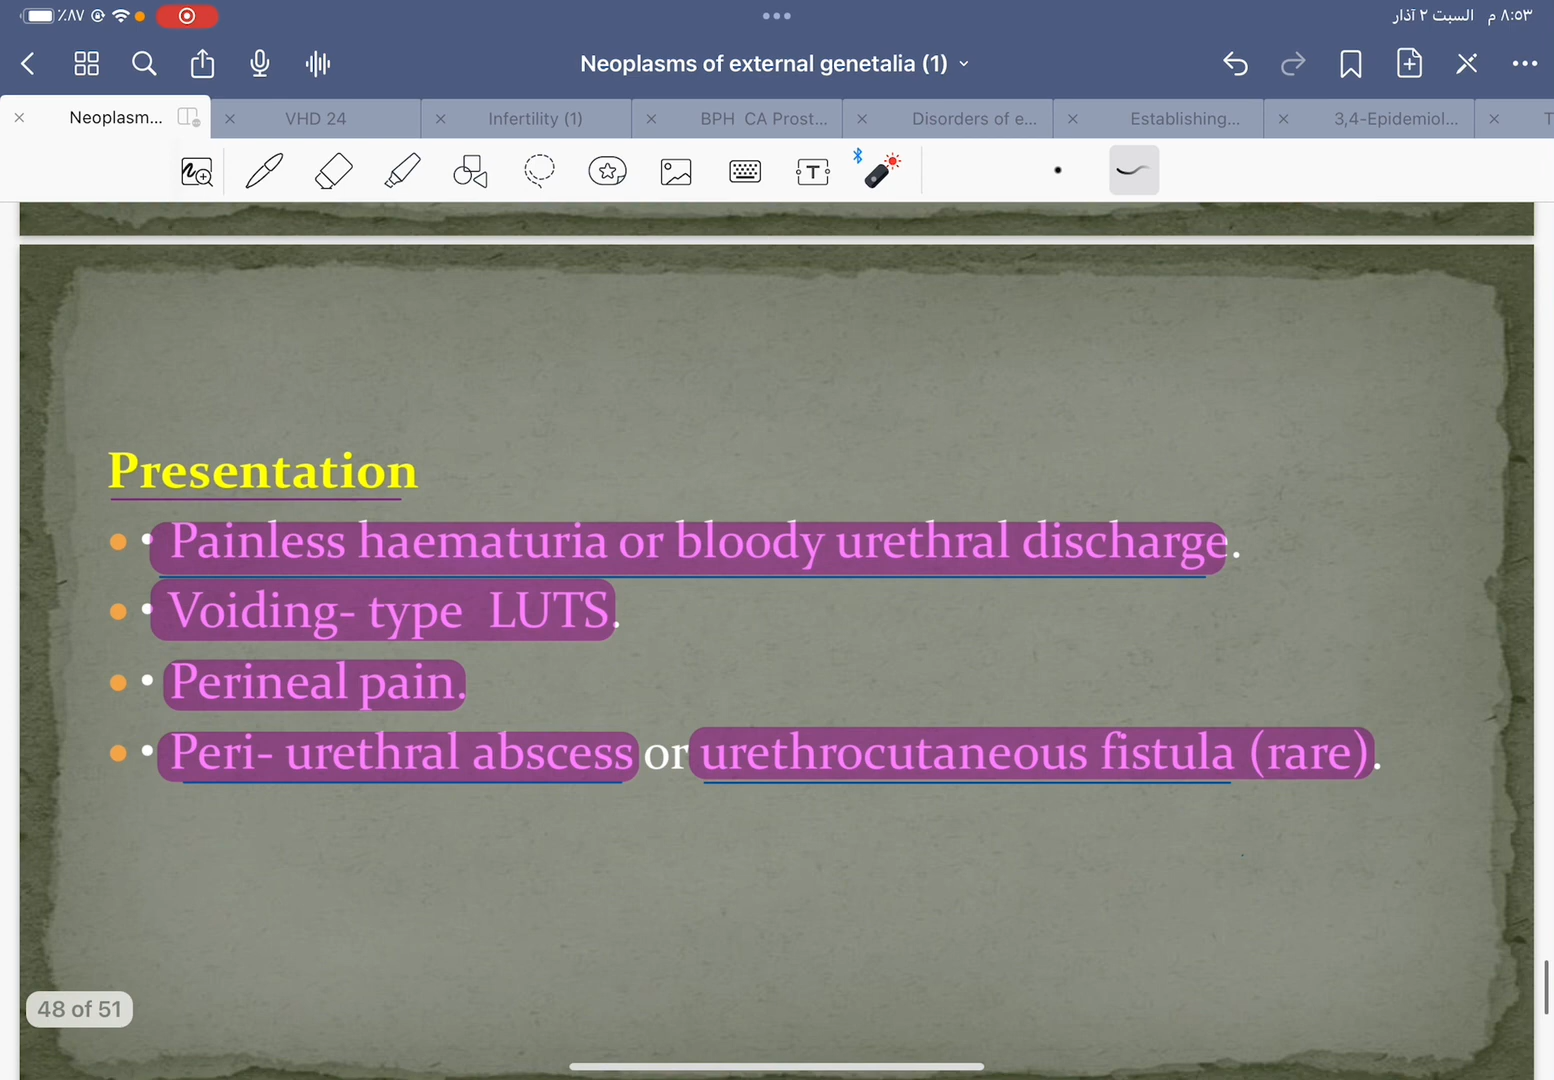 ٪٨٧
السبت ٢ آذار ٨:٥٣ م
Neoplasms of external genetalia (1)
Neoplasm...
VHD 24
Infertility (1)
BPH CA Prost...
Disorders of e...
Establishing...
3,4-Epidemiol...
T
Presentation
• Painless haematuria or bloody urethral discharge.
• Voiding- type LUTS.
• Perineal pain.
• Peri- urethral abscess or urethrocutaneous fistula (rare).
48 of 51